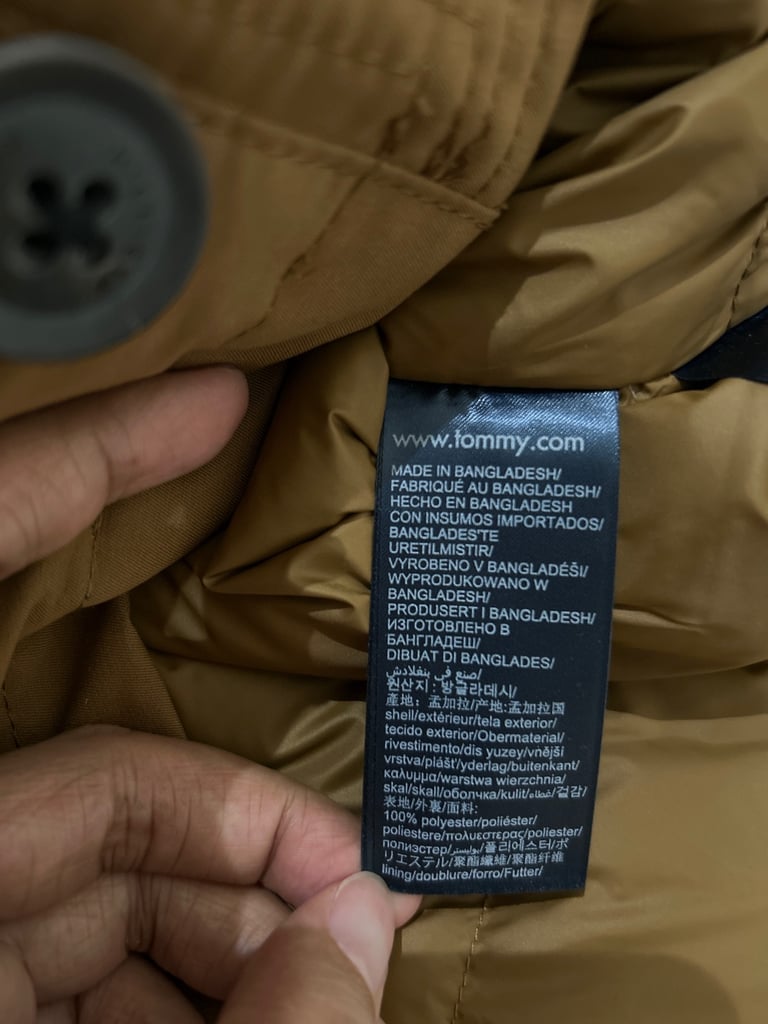 www.tommy.com
MADE IN BANGLADESH/
FABRIQUÉ AU BANGLADESH/
HECHO EN BANGLADESH
CON INSUMOS IMPORTADOS/
BANGLADES'TE
URETILMISTIR/
VYROBENO V BANGLADÉŠI/
WYPRODUKOWANO W
BANGLADESH/
PRODUSERT I BANGLADESH/
ИЗГОТОВЛЕНО В
БАНГЛАДЕШ/
DIBUAT DI BANGLADES/
صنع في بنغلادش/
원산지: 방글라데시/
產地: 孟加拉/产地:孟加拉国
shell/extérieur/tela exterior/
tecido exterior/Obermaterial/
rivestimento/dis yuzey/vnější
vrstva/plášť/yderlag/buitenkant/
καλυμμα/warstwa wierzchnia/
skal/skall/оболчка/kulit/غطاء/겉감/
表地/外裏/面料:
100% polyester/poliéster/
poliestere/πολυεστερας/poliester/
полиэстер/بوليستر/폴리에스터/ポ
リエステル/聚酯纖維/聚酯纤维
lining/doublure/forro/Futter/